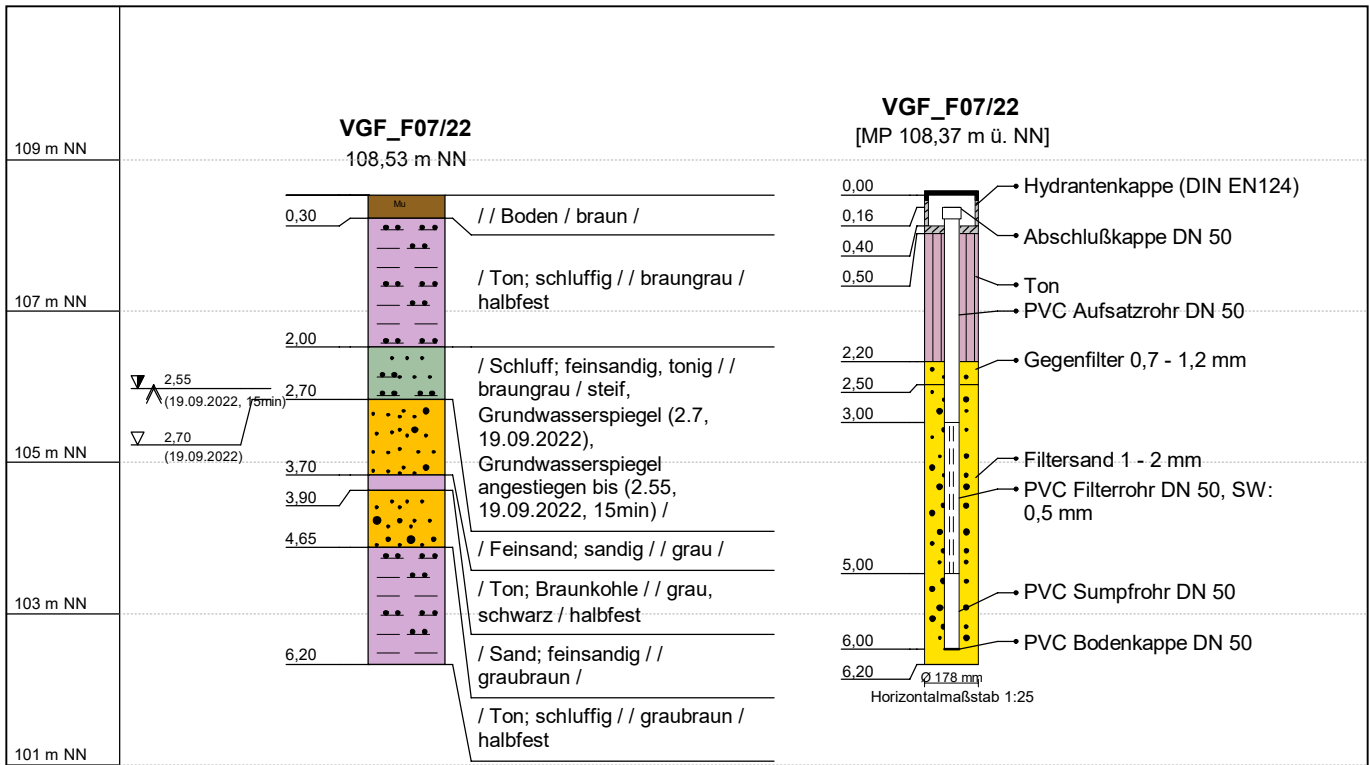 109 m NN
107 m NN
105 m NN
103 m NN
101 m NN
VGF_F07/22
108,53 m NN
0,30
2,00
2,70
3,70
3,90
4,65
6,20
2,55
(19.09.2022, 15min)
2,70
(19.09.2022)
Mu
/ / Boden / braun /
/ Ton; schluffig / / braungrau /
halbfest
/ Schluff; feinsandig, tonig / /
braungrau / steif,
Grundwasserspiegel (2.7,
19.09.2022),
Grundwasserspiegel
angestiegen bis (2.55,
19.09.2022, 15min) /
/ Feinsand; sandig / / grau /
/ Ton; Braunkohle / / grau,
schwarz / halbfest
/ Sand; feinsandig / /
graubraun /
/ Ton; schluffig / / graubraun /
halbfest
VGF_F07/22
[MP 108,37 m ü. NN]
0,00
0,16
0,40
0,50
2,20
2,50
3,00
5,00
6,00
6,20
Hydrantenkappe (DIN EN124)
Abschlußkappe DN 50
Ton
PVC Aufsatzrohr DN 50
Gegenfilter 0,7 - 1,2 mm
Filtersand 1 - 2 mm
PVC Filterrohr DN 50, SW:
0,5 mm
PVC Sumpfrohr DN 50
PVC Bodenkappe DN 50
Ø 178 mm
Horizontalmaßstab 1:25